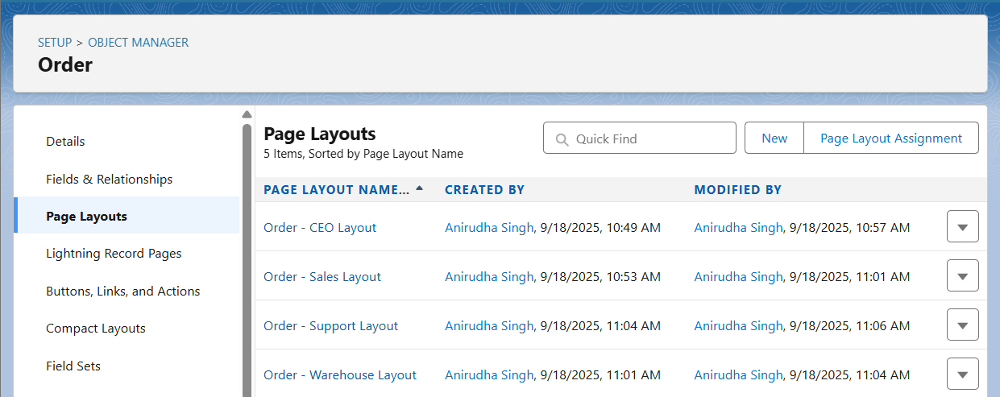 SETUP > OBJECT MANAGER
Order
Details
Fields & Relationships
Page Layouts
Lightning Record Pages
Buttons, Links, and Actions
Compact Layouts
Field Sets
Page Layouts
5 Items, Sorted by Page Layout Name
Quick Find
New
Page Layout Assignment
PAGE LAYOUT NAME... CREATED BY MODIFIED BY
Order - CEO Layout Anirudha Singh, 9/18/2025, 10:49 AM Anirudha Singh, 9/18/2025, 10:57 AM
Order - Sales Layout Anirudha Singh, 9/18/2025, 10:53 AM Anirudha Singh, 9/18/2025, 11:01 AM
Order - Support Layout Anirudha Singh, 9/18/2025, 11:04 AM Anirudha Singh, 9/18/2025, 11:06 AM
Order - Warehouse Layout Anirudha Singh, 9/18/2025, 11:01 AM Anirudha Singh, 9/18/2025, 11:04 AM